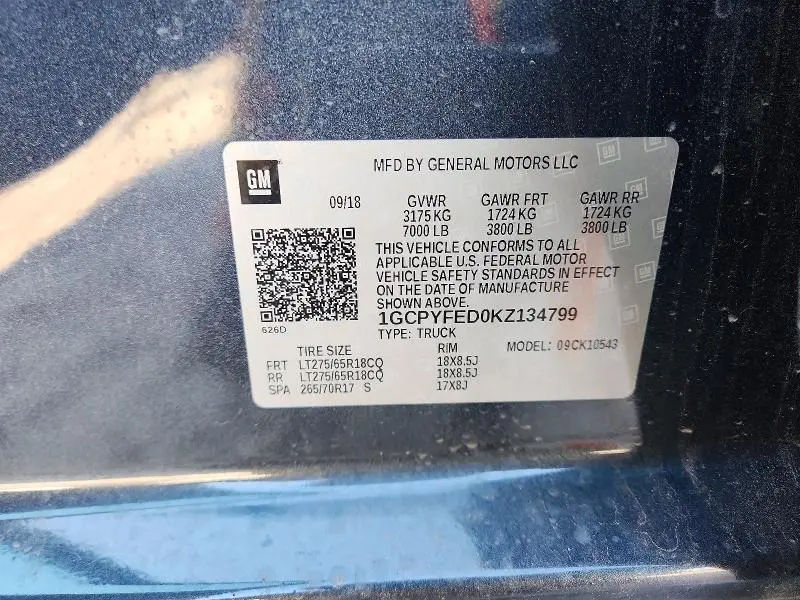 GM
MFD BY GENERAL MOTORS LLC
09/18 GVWR GAWR FRT GAWR RR
3175 KG 1724 KG 1724 KG
7000 LB 3800 LB 3800 LB
THIS VEHICLE CONFORMS TO ALL
APPLICABLE U.S. FEDERAL MOTOR
VEHICLE SAFETY STANDARDS IN EFFECT
ON THE DATE OF MANUFACTURE
SHOWN ABOVE.
1GCPYFED0KZ134799
626D
TYPE: TRUCK
TIRE SIZE RIM MODEL: 09CK10543
FRT LT275/65R18CQ 18X8.5J
RR LT275/65R18CQ 18X8.5J
SPA 265/70R17 S 17X8J